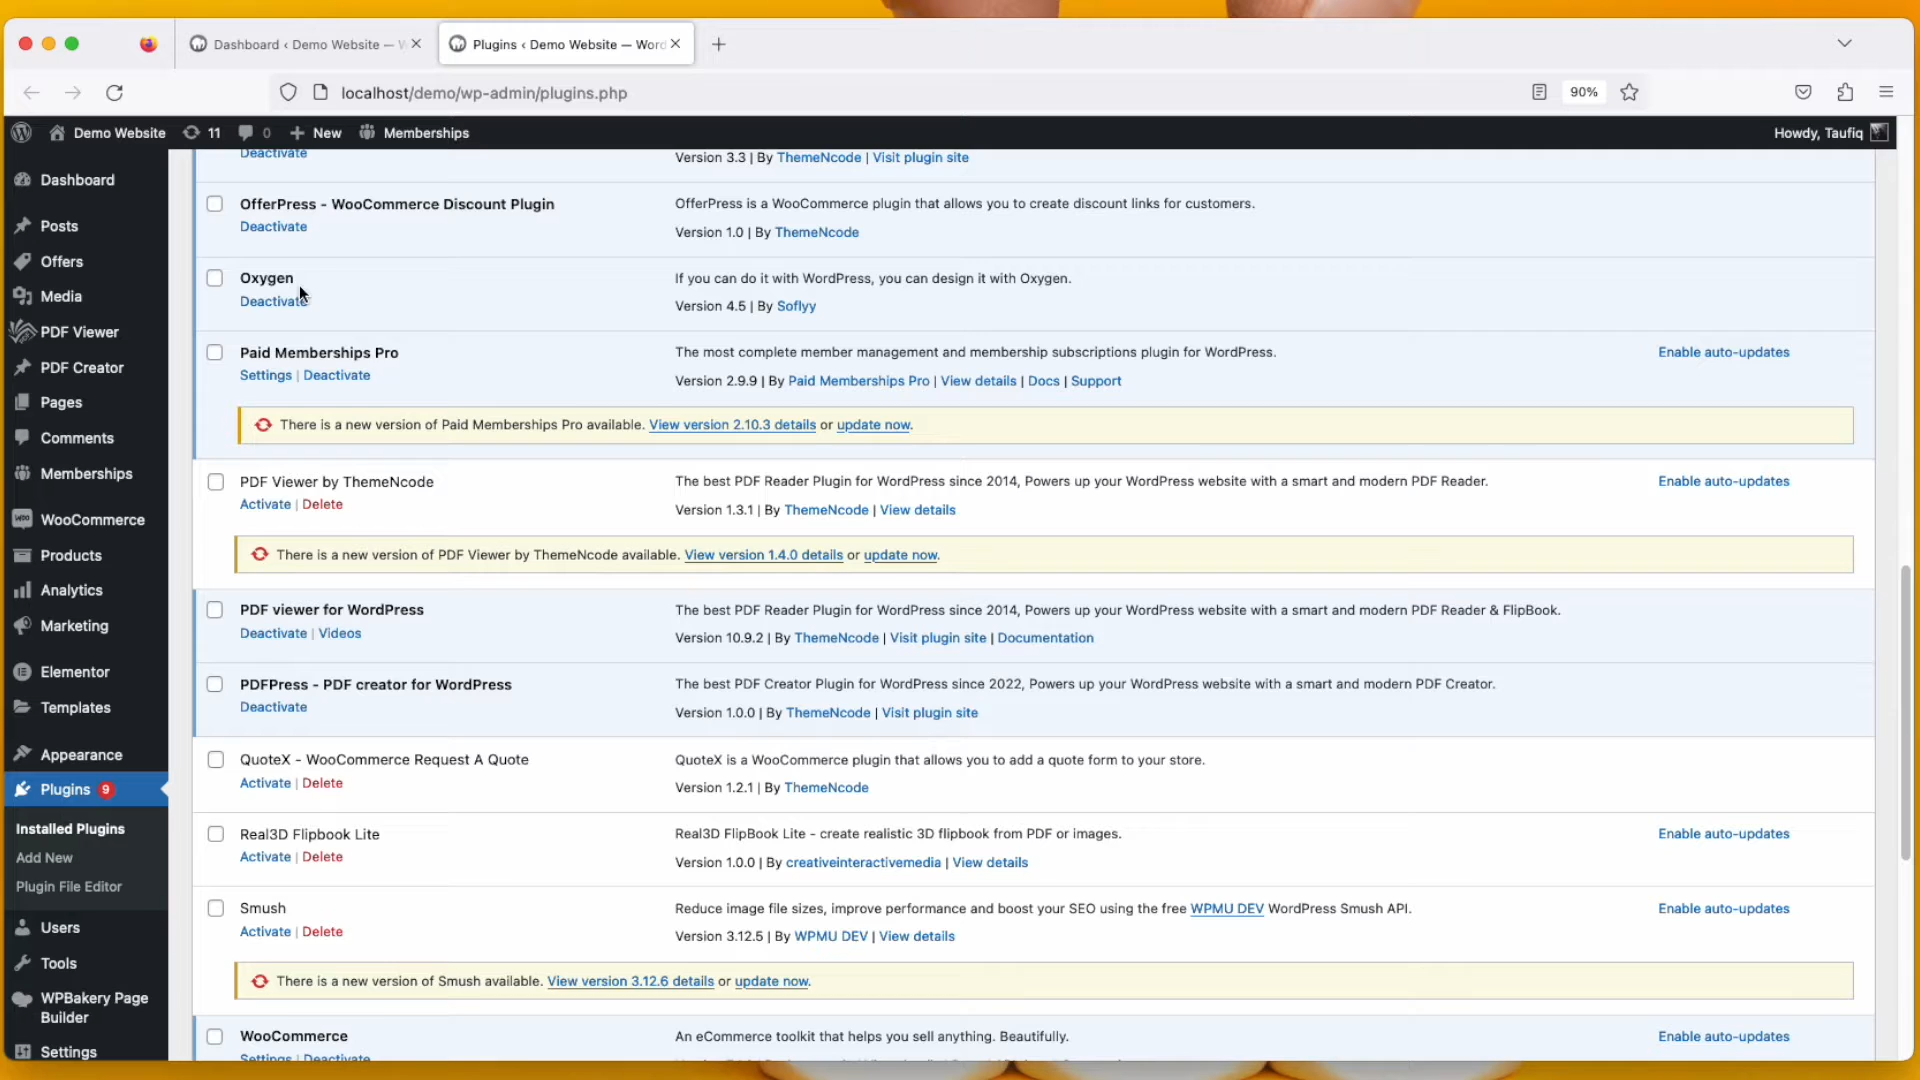 Dashboard ‹ Demo Website — W
Plugins ‹ Demo Website — Word
localhost/demo/wp-admin/plugins.php
90%
Demo Website
11
0
New
Memberships
Howdy, Taufiq
Dashboard
Posts
Offers
Media
PDF Viewer
PDF Creator
Pages
Comments
Memberships
WooCommerce
Products
Analytics
Marketing
Elementor
Templates
Appearance
Plugins 9
Installed Plugins
Add New
Plugin File Editor
Users
Tools
WPBakery Page
Builder
Settings
Deactivate
Version 3.3 | By ThemeNcode | Visit plugin site
OfferPress - WooCommerce Discount Plugin
Deactivate
OfferPress is a WooCommerce plugin that allows you to create discount links for customers.
Version 1.0 | By ThemeNcode
Oxygen
Deactivate
If you can do it with WordPress, you can design it with Oxygen.
Version 4.5 | By Soflyy
Paid Memberships Pro
Settings | Deactivate
The most complete member management and membership subscriptions plugin for WordPress.
Version 2.9.9 | By Paid Memberships Pro | View details | Docs | Support
Enable auto-updates
There is a new version of Paid Memberships Pro available. View version 2.10.3 details or update now.
PDF Viewer by ThemeNcode
Activate | Delete
The best PDF Reader Plugin for WordPress since 2014, Powers up your WordPress website with a smart and modern PDF Reader.
Version 1.3.1 | By ThemeNcode | View details
Enable auto-updates
There is a new version of PDF Viewer by ThemeNcode available. View version 1.4.0 details or update now.
PDF viewer for WordPress
Deactivate | Videos
The best PDF Reader Plugin for WordPress since 2014, Powers up your WordPress website with a smart and modern PDF Reader & FlipBook.
Version 10.9.2 | By ThemeNcode | Visit plugin site | Documentation
PDFPress - PDF creator for WordPress
Deactivate
The best PDF Creator Plugin for WordPress since 2022, Powers up your WordPress website with a smart and modern PDF Creator.
Version 1.0.0 | By ThemeNcode | Visit plugin site
QuoteX - WooCommerce Request A Quote
Activate | Delete
QuoteX is a WooCommerce plugin that allows you to add a quote form to your store.
Version 1.2.1 | By ThemeNcode
Real3D Flipbook Lite
Activate | Delete
Real3D FlipBook Lite - create realistic 3D flipbook from PDF or images.
Version 1.0.0 | By creativeinteractivemedia | View details
Enable auto-updates
Smush
Activate | Delete
Reduce image file sizes, improve performance and boost your SEO using the free WPMU DEV WordPress Smush API.
Version 3.12.5 | By WPMU DEV | View details
Enable auto-updates
There is a new version of Smush available. View version 3.12.6 details or update now.
WooCommerce
Settings | Deactivate
An eCommerce toolkit that helps you sell anything. Beautifully.
Enable auto-updates